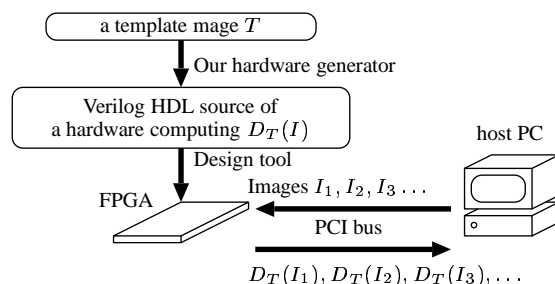 a template mage T
Our hardware generator
Verilog HDL source of
a hardware computing D_T(I)
host PC
Design tool
FPGA
Images I_1, I_2, I_3 ...
PCI bus
D_T(I_1), D_T(I_2), D_T(I_3), ...